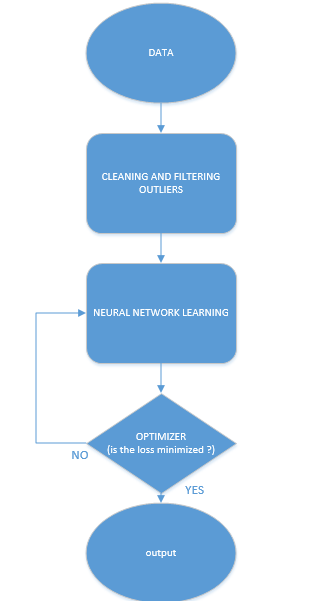 DATA
CLEANING AND FILTERING
OUTLIERS
NEURAL NETWORK LEARNING
OPTIMIZER
(is the loss minimized ?)
NO
YES
output